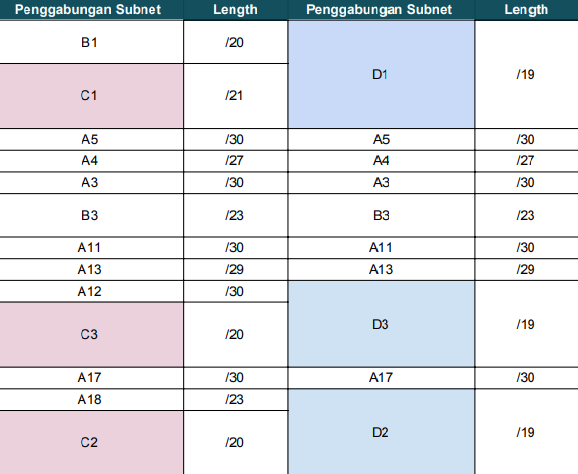 Penggabungan Subnet Length Penggabungan Subnet Length
B1 /20
D1 /19
C1 /21
A5 /30 A5 /30
A4 /27 A4 /27
A3 /30 A3 /30
B3 /23 B3 /23
A11 /30 A11 /30
A13 /29 A13 /29
A12 /30
D3 /19
C3 /20
A17 /30 A17 /30
A18 /23
D2 /19
C2 /20